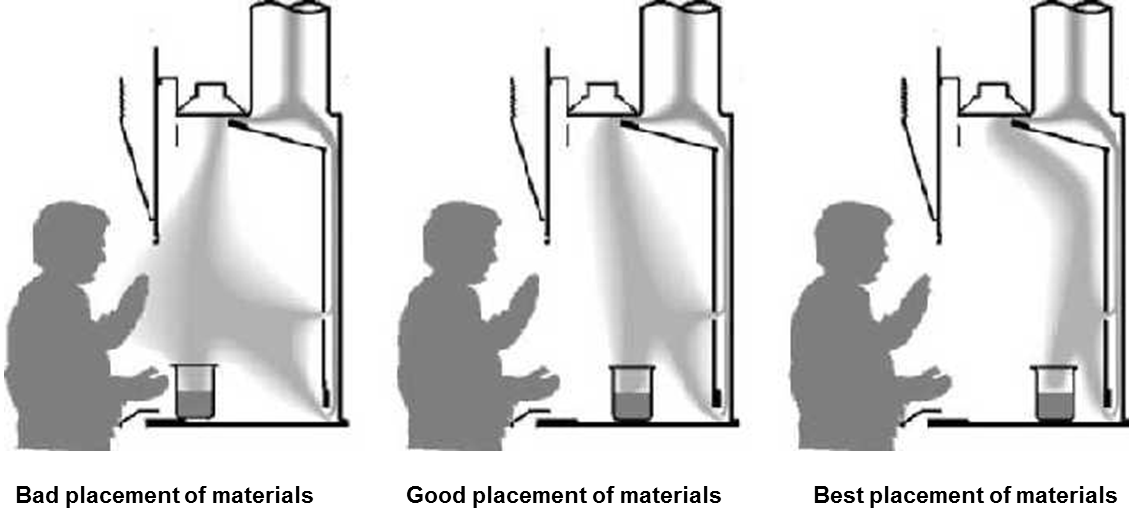 Bad placement of materials
Good placement of materials
Best placement of materials